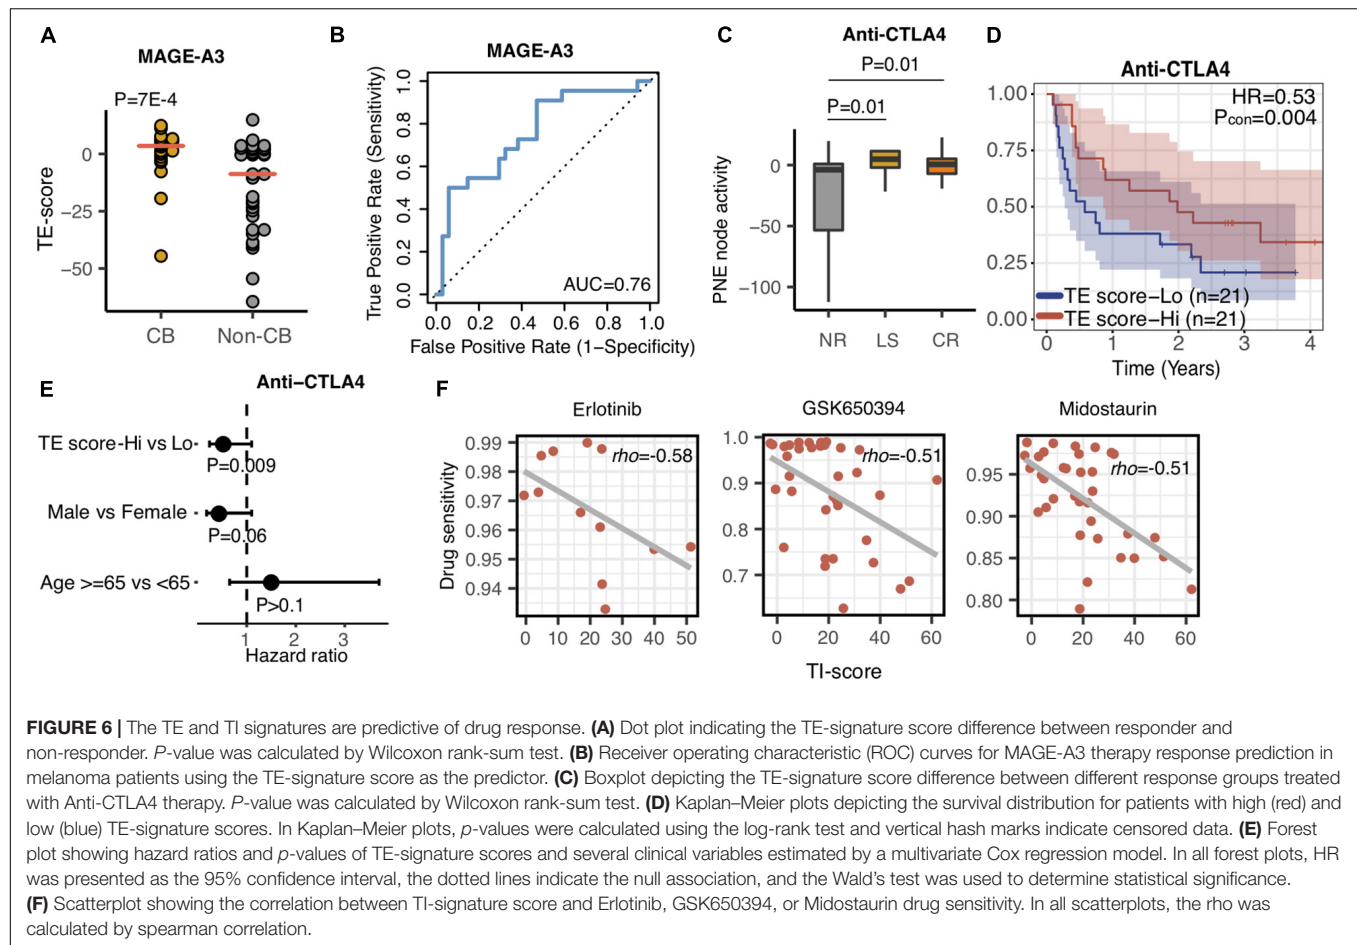 A
MAGE-A3
P=7E-4
TE-score
0
−25
−50
CB
Non-CB
B
MAGE-A3
True Positive Rate (Sensitivity)
1.0
0.8
0.6
0.4
0.2
0.0
AUC=0.76
0.0 0.2 0.4 0.6 0.8 1.0
False Positive Rate (1−Specificity)
C
Anti-CTLA4
P=0.01
P=0.01
PNE node activity
0
−50
−100
NR LS CR
D
Anti-CTLA4
HR=0.53
Pcon=0.004
1.00
0.75
0.50
0.25
0.00
TE score−Lo (n=21)
TE score−Hi (n=21)
0 1 2 3 4
Time (Years)
E
Anti−CTLA4
TE score-Hi vs Lo
P=0.009
Male vs Female
P=0.06
Age >=65 vs <65
P>0.1
1 2 3
Hazard ratio
F
Erlotinib
rho=-0.58
Drug sensitivity
0.99
0.98
0.97
0.96
0.95
0.94
0 10 20 30 40 50
GSK650394
rho=-0.51
1.0
0.9
0.8
0.7
0 20 40 60
Midostaurin
rho=-0.51
0.95
0.90
0.85
0.80
0 20 40 60
TI-score
FIGURE 6 | The TE and TI signatures are predictive of drug response. (A) Dot plot indicating the TE-signature score difference between responder and
non-responder. P-value was calculated by Wilcoxon rank-sum test. (B) Receiver operating characteristic (ROC) curves for MAGE-A3 therapy response prediction in
melanoma patients using the TE-signature score as the predictor. (C) Boxplot depicting the TE-signature score difference between different response groups treated
with Anti-CTLA4 therapy. P-value was calculated by Wilcoxon rank-sum test. (D) Kaplan–Meier plots depicting the survival distribution for patients with high (red) and
low (blue) TE-signature scores. In Kaplan–Meier plots, p-values were calculated using the log-rank test and vertical hash marks indicate censored data. (E) Forest
plot showing hazard ratios and p-values of TE-signature scores and several clinical variables estimated by a multivariate Cox regression model. In all forest plots, HR
was presented as the 95% confidence interval, the dotted lines indicate the null association, and the Wald's test was used to determine statistical significance.
(F) Scatterplot showing the correlation between TI-signature score and Erlotinib, GSK650394, or Midostaurin drug sensitivity. In all scatterplots, the rho was
calculated by spearman correlation.